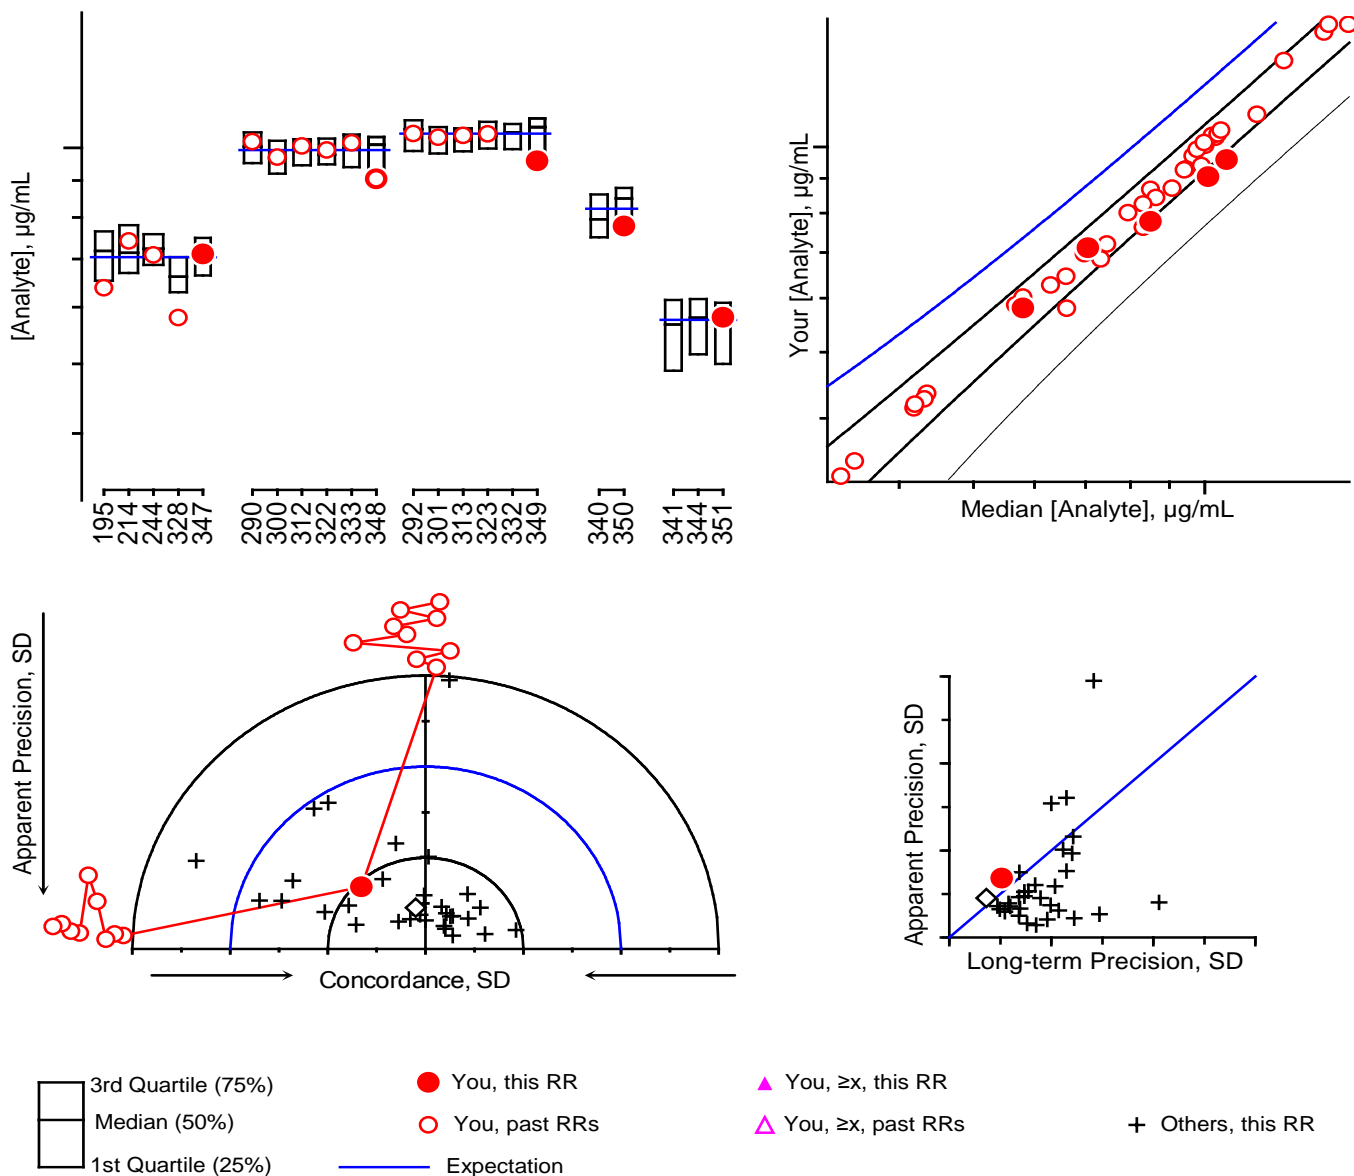 [Analyte], µg/mL
195 214 244 328 347 290 300 312 322 333 348 292 301 313 323 332 349 340 350 341 344 351
Your [Analyte], µg/mL
Median [Analyte], µg/mL
Apparent Precision, SD
Concordance, SD
Apparent Precision, SD
Long-term Precision, SD
3rd Quartile (75%)
Median (50%)
1st Quartile (25%)
You, this RR
You, past RRs
Expectation
You, ≥x, this RR
You, ≥x, past RRs
Others, this RR